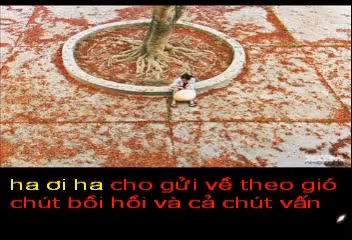 ha ơi ha cho gửi về theo gió
chút bồi hồi và cả chút vấn